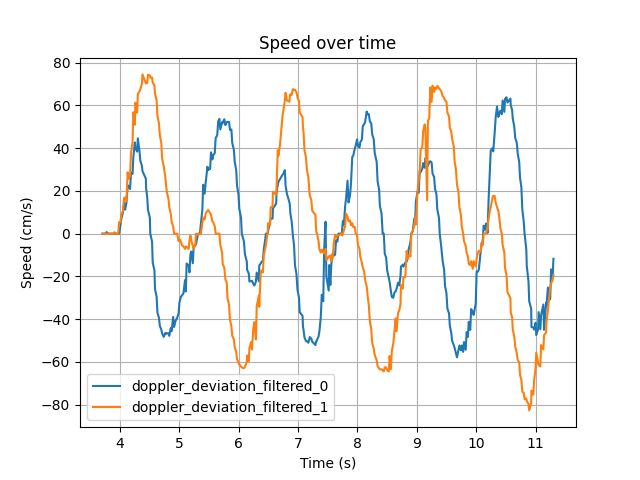 Speed over time
80
60
40
20
0
−20
−40
−60
−80
Speed (cm/s)
doppler_deviation_filtered_0
doppler_deviation_filtered_1
4 5 6 7 8 9 10 11
Time (s)